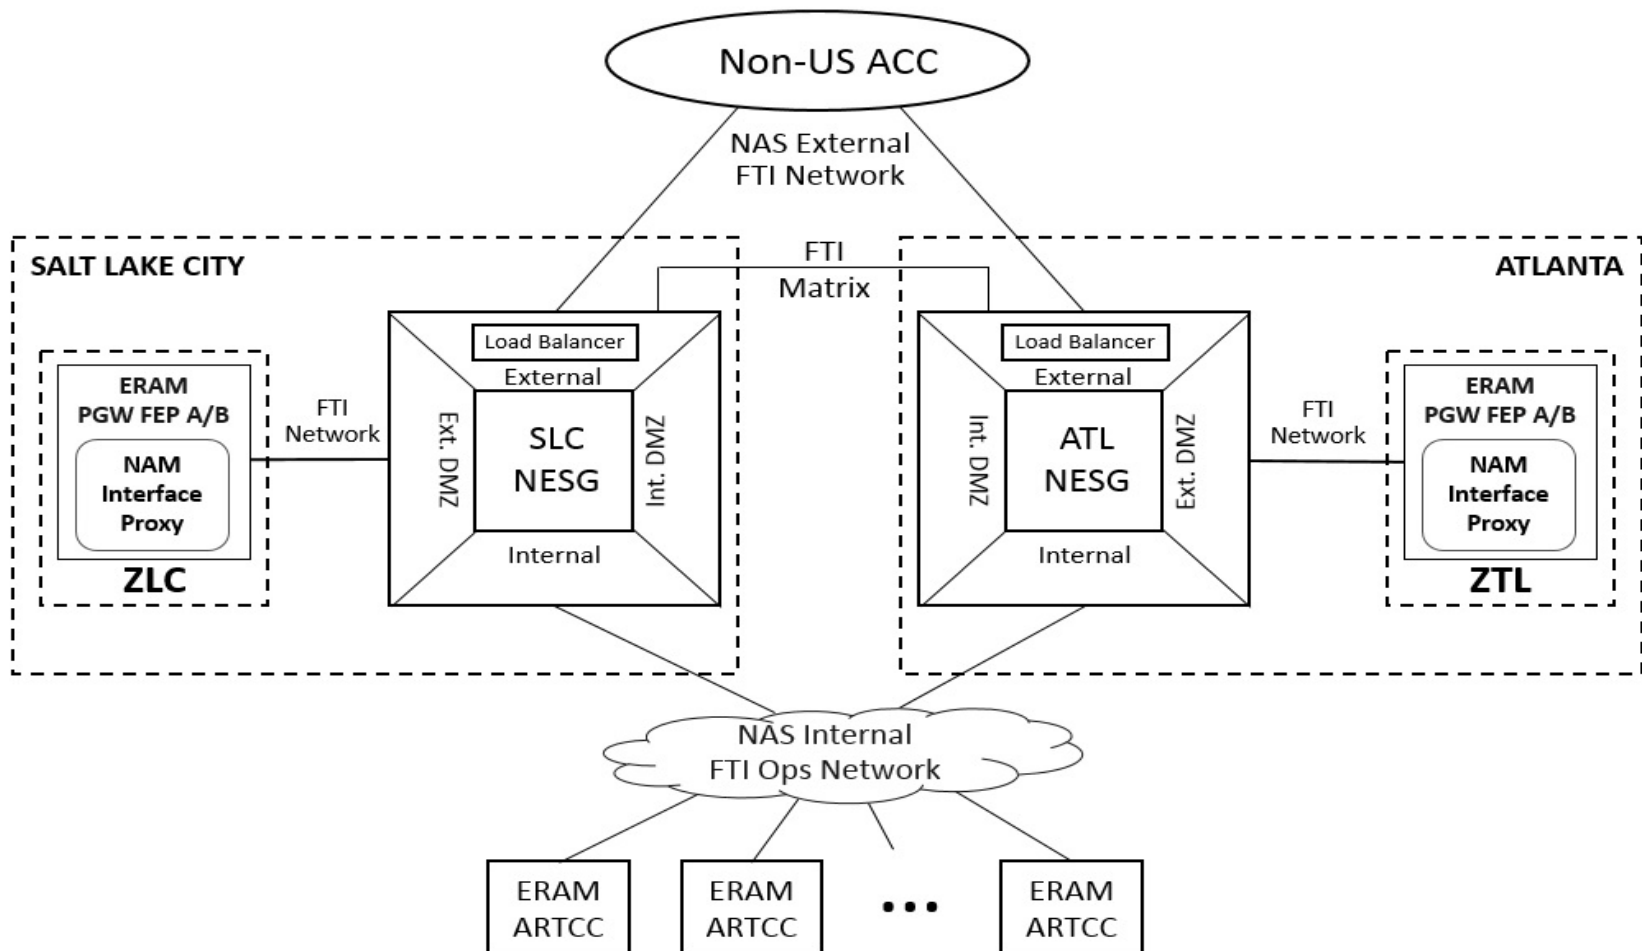 Non-US ACC
NAS External
FTI Network
SALT LAKE CITY
FTI
Matrix
ATLANTA
Load Balancer
External
Ext. DMZ
SLC
NESG
Int. DMZ
Internal
ERAM
PGW FEP A/B
NAM
Interface
Proxy
ZLC
FTI
Network
Load Balancer
External
Int. DMZ
ATL
NESG
Ext. DMZ
Internal
FTI
Network
ERAM
PGW FEP A/B
NAM
Interface
Proxy
ZTL
NAS Internal
FTI Ops Network
ERAM
ARTCC
ERAM
ARTCC
•••
ERAM
ARTCC